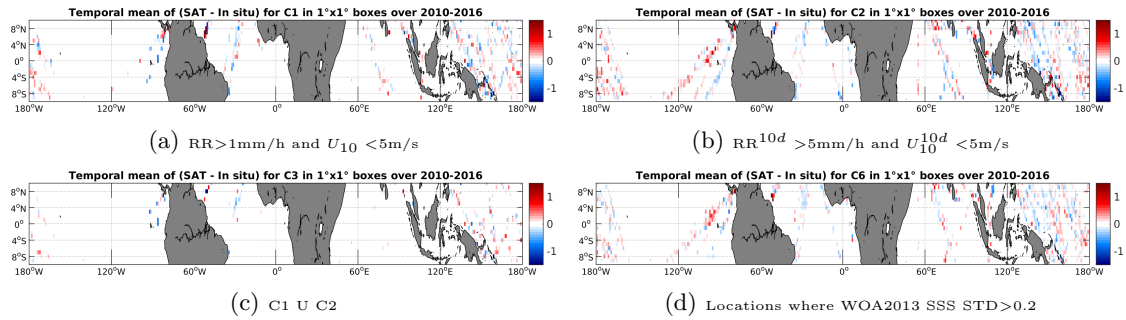 Temporal mean of (SAT - In situ) for C1 in 1°x1° boxes over 2010-2016
8°N
4°N
0°
4°S
8°S
180°W 120°W 60°W 0° 60°E 120°E 180°W
1
0
-1
(a) RR>1mm/h and U10 <5m/s
Temporal mean of (SAT - In situ) for C2 in 1°x1° boxes over 2010-2016
8°N
4°N
0°
4°S
8°S
180°W 120°W 60°W 0° 60°E 120°E 180°W
1
0
-1
(b) RR^10d >5mm/h and U10^10d <5m/s
Temporal mean of (SAT - In situ) for C3 in 1°x1° boxes over 2010-2016
8°N
4°N
0°
4°S
8°S
180°W 120°W 60°W 0° 60°E 120°E 180°W
1
0
-1
(c) C1 U C2
Temporal mean of (SAT - In situ) for C6 in 1°x1° boxes over 2010-2016
8°N
4°N
0°
4°S
8°S
180°W 120°W 60°W 0° 60°E 120°E 180°W
1
0
-1
(d) Locations where WOA2013 SSS STD>0.2